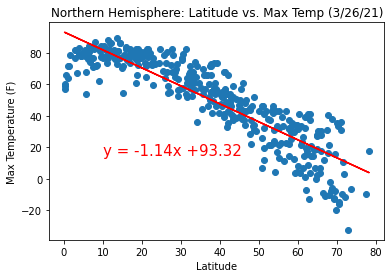 Northern Hemisphere: Latitude vs. Max Temp (3/26/21)
Max Temperature (F)
80
60
40
20
0
−20
y = -1.14x +93.32
0 10 20 30 40 50 60 70 80
Latitude